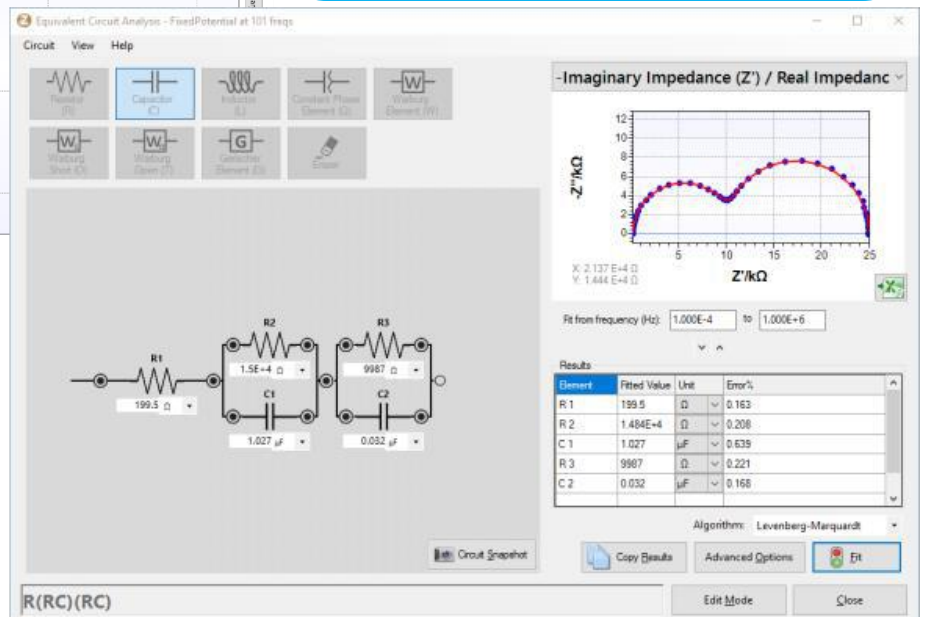 Equivalent Circuit Analysis - FixedPotential at 101 freqs
Circuit View Help
Resistor (R)
Capacitor (C)
Inductor (L)
Constant Phase Element (Q)
Warburg Element (W)
Warburg Short (O)
Warburg Open (T)
Gerischer Element (G)
Eraser
-Imaginary Impedance (Z') / Real Impedanc
12
10
8
6
4
2
0
-Z''/kΩ
5 10 15 20 25
Z'/kΩ
X: 2.137 E+4 Ω
Y: 1.444 E+4 Ω
Fit from frequency (Hz): 1.000E-4 to 1.000E+6
R1
199.5 Ω
R2
1.5E+4 Ω
C1
1.027 µF
R3
9987 Ω
C2
0.032 µF
Results
Element Fitted Value Unit Error%
R 1 199.5 Ω 0.163
R 2 1.484E+4 Ω 0.208
C 1 1.027 µF 0.639
R 3 9987 Ω 0.221
C 2 0.032 µF 0.168
Algorithm: Levenberg-Marquardt
Circuit Snapshot
Copy Results
Advanced Options
Fit
R(RC)(RC)
Edit Mode
Close